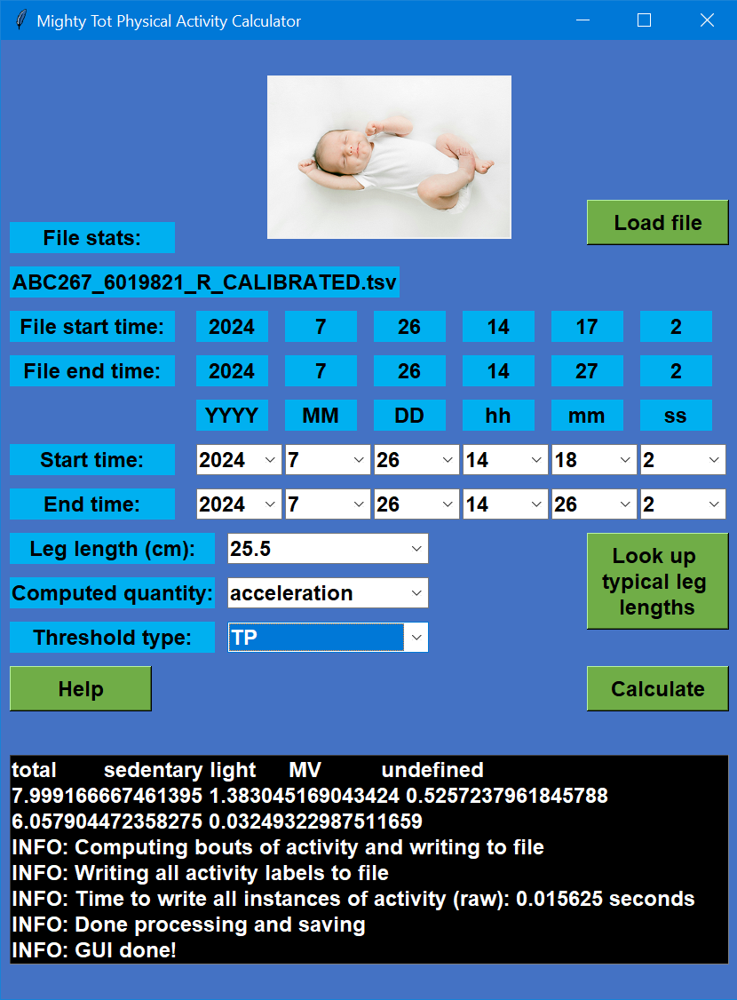 Mighty Tot Physical Activity Calculator
Load file
File stats:
ABC267_6019821_R_CALIBRATED.tsv
File start time: 2024 7 26 14 17 2
File end time: 2024 7 26 14 27 2
YYYY MM DD hh mm ss
Start time: 2024 7 26 14 18 2
End time: 2024 7 26 14 26 2
Leg length (cm): 25.5
Look up
typical leg
lengths
Computed quantity: acceleration
Threshold type: TP
Help Calculate
total sedentary light MV undefined
7.999166667461395 1.383045169043424 0.5257237961845788
6.057904472358275 0.03249322987511659
INFO: Computing bouts of activity and writing to file
INFO: Writing all activity labels to file
INFO: Time to write all instances of activity (raw): 0.015625 seconds
INFO: Done processing and saving
INFO: GUI done!